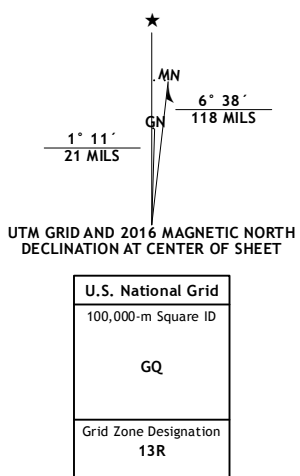 ★
MN
GN
6° 38´
118 MILS
1° 11´
21 MILS
UTM GRID AND 2016 MAGNETIC NORTH
DECLINATION AT CENTER OF SHEET
U.S. National Grid
100,000-m Square ID
GQ
Grid Zone Designation
13R